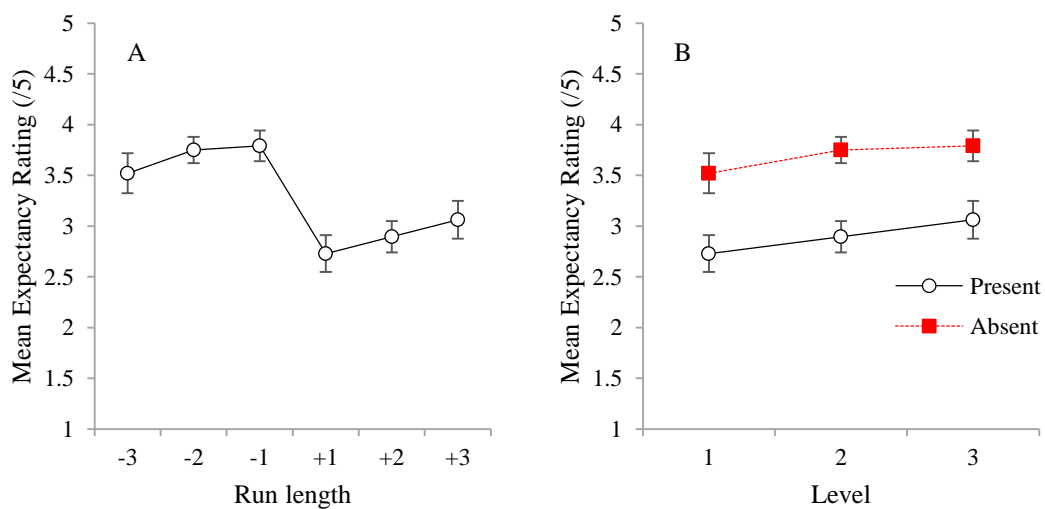 A
Mean Expectancy Rating (/5)
5
4.5
4
3.5
3
2.5
2
1.5
1
-3 -2 -1 +1 +2 +3
Run length
B
Mean Expectancy Rating (/5)
5
4.5
4
3.5
3
2.5
2
1.5
1
Present
Absent
1 2 3
Level